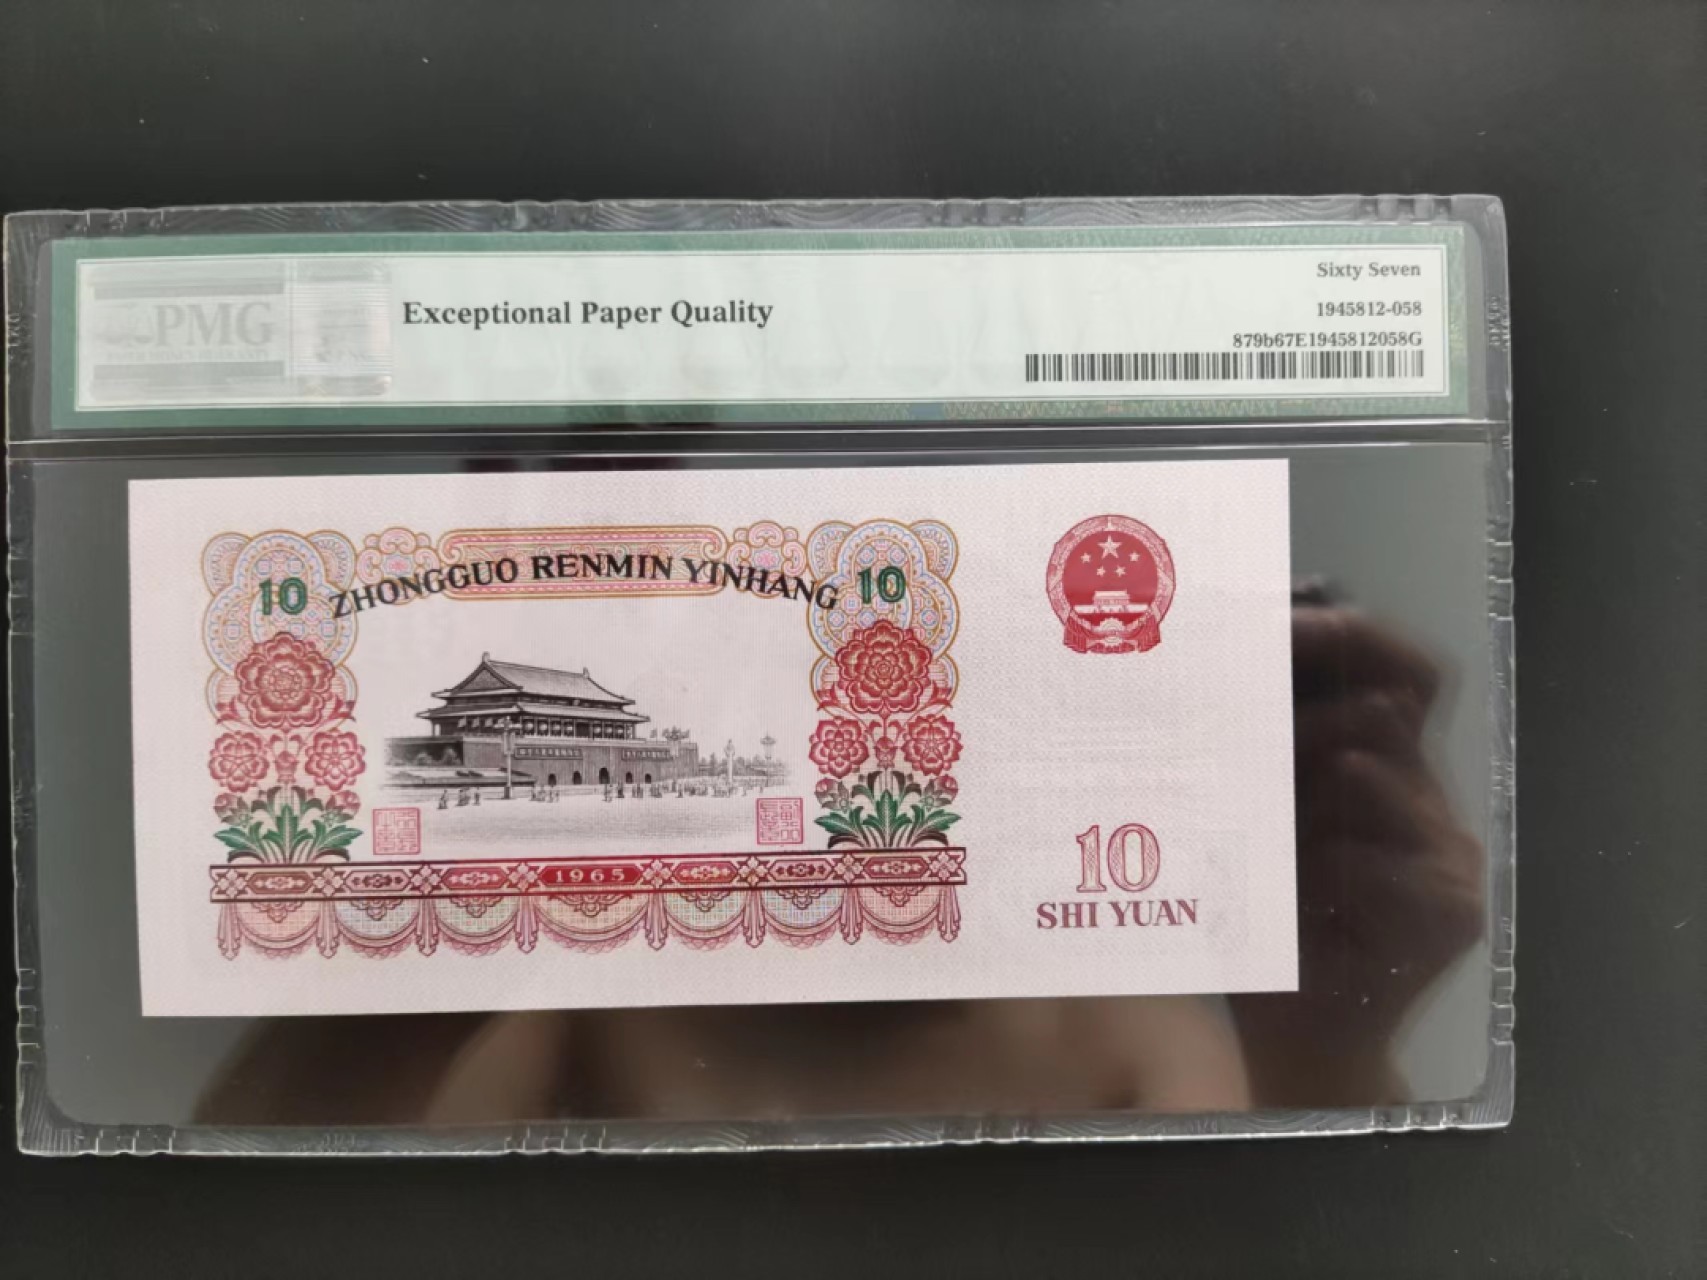 PMG
Exceptional Paper Quality
Sixty Seven
1945812-058
879b67E1945812058G
10 ZHONGGUO RENMIN YINHANG 10
1965
10
SHI YUAN